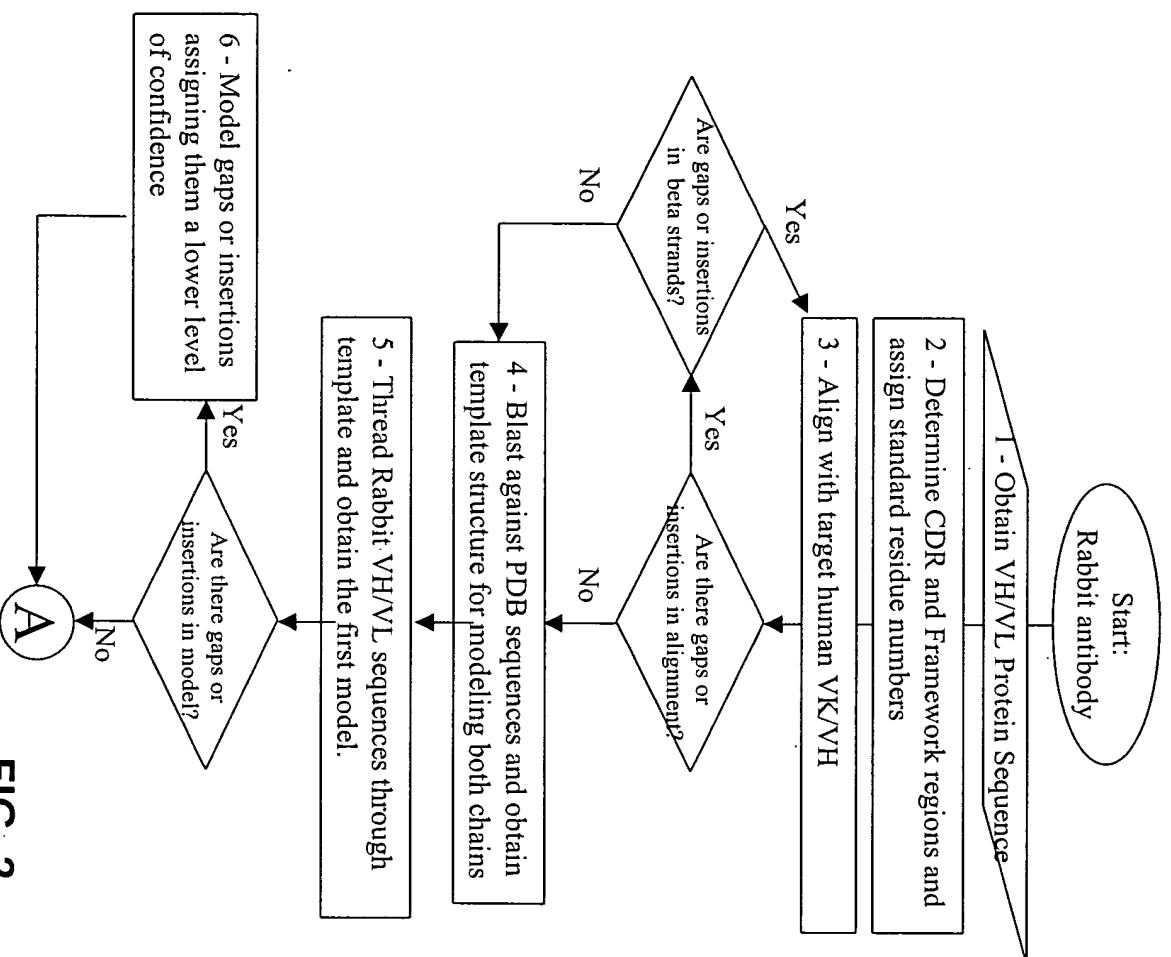 Start:
Rabbit antibody
1 - Obtain VH/VL Protein Sequence
2 - Determine CDR and Framework regions and
assign standard residue numbers
3 - Align with target human VK/VH
Yes
Are gaps or insertions
in beta strands?
No
Yes
Are there gaps or
insertions in alignment?
No
4 - Blast against PDB sequences and obtain
template structure for modeling both chains
5 - Thread Rabbit VH/VL sequences through
template and obtain the first model.
6 - Model gaps or insertions
assigning them a lower level
of confidence
Yes
Are there gaps or
insertions in model?
No
A
FIG. 2